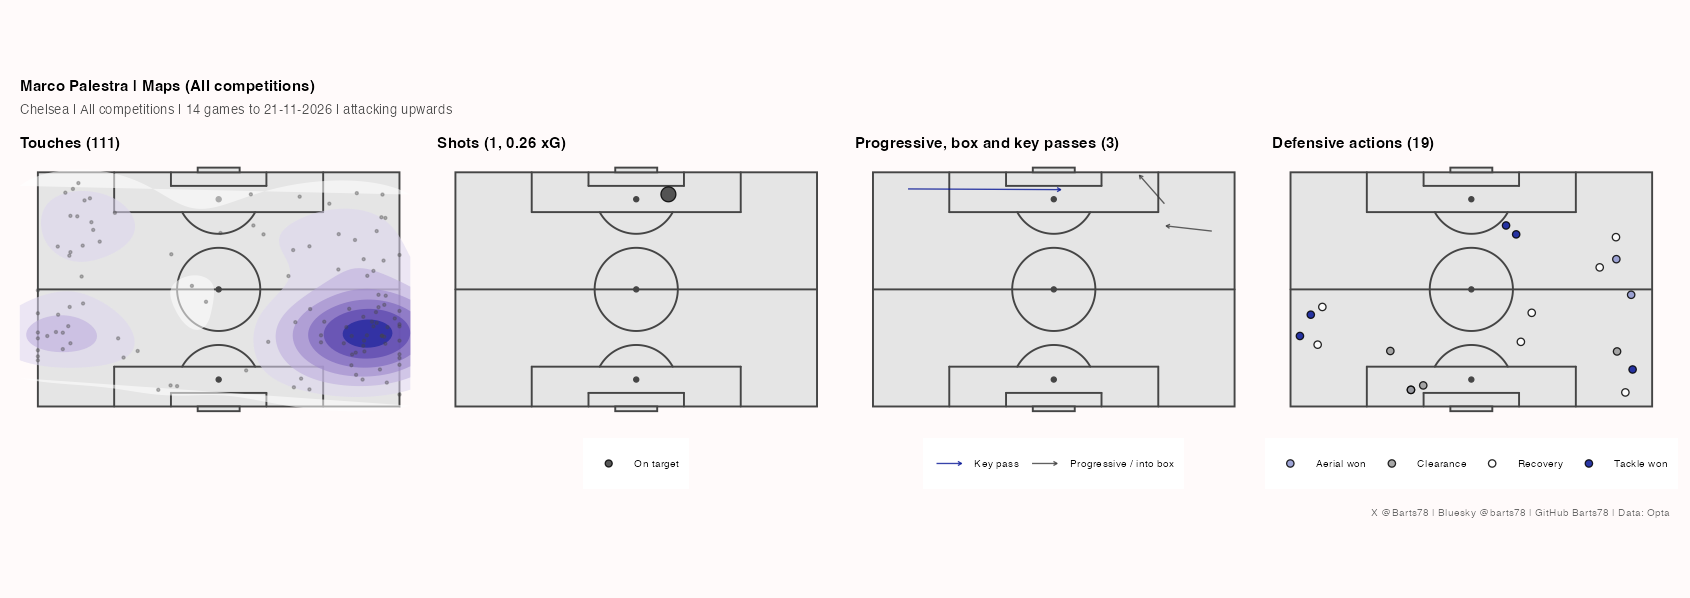 Marco Palestra | Maps (All competitions)
Chelsea | All competitions | 14 games to 21-11-2026 | attacking upwards
Touches (111)
Shots (1, 0.26 xG)
Progressive, box and key passes (3)
Defensive actions (19)
On target
Key pass
Progressive / into box
Aerial won
Clearance
Recovery
Tackle won
X @Barts78 | Bluesky @barts78 | GitHub Barts78 | Data: Opta